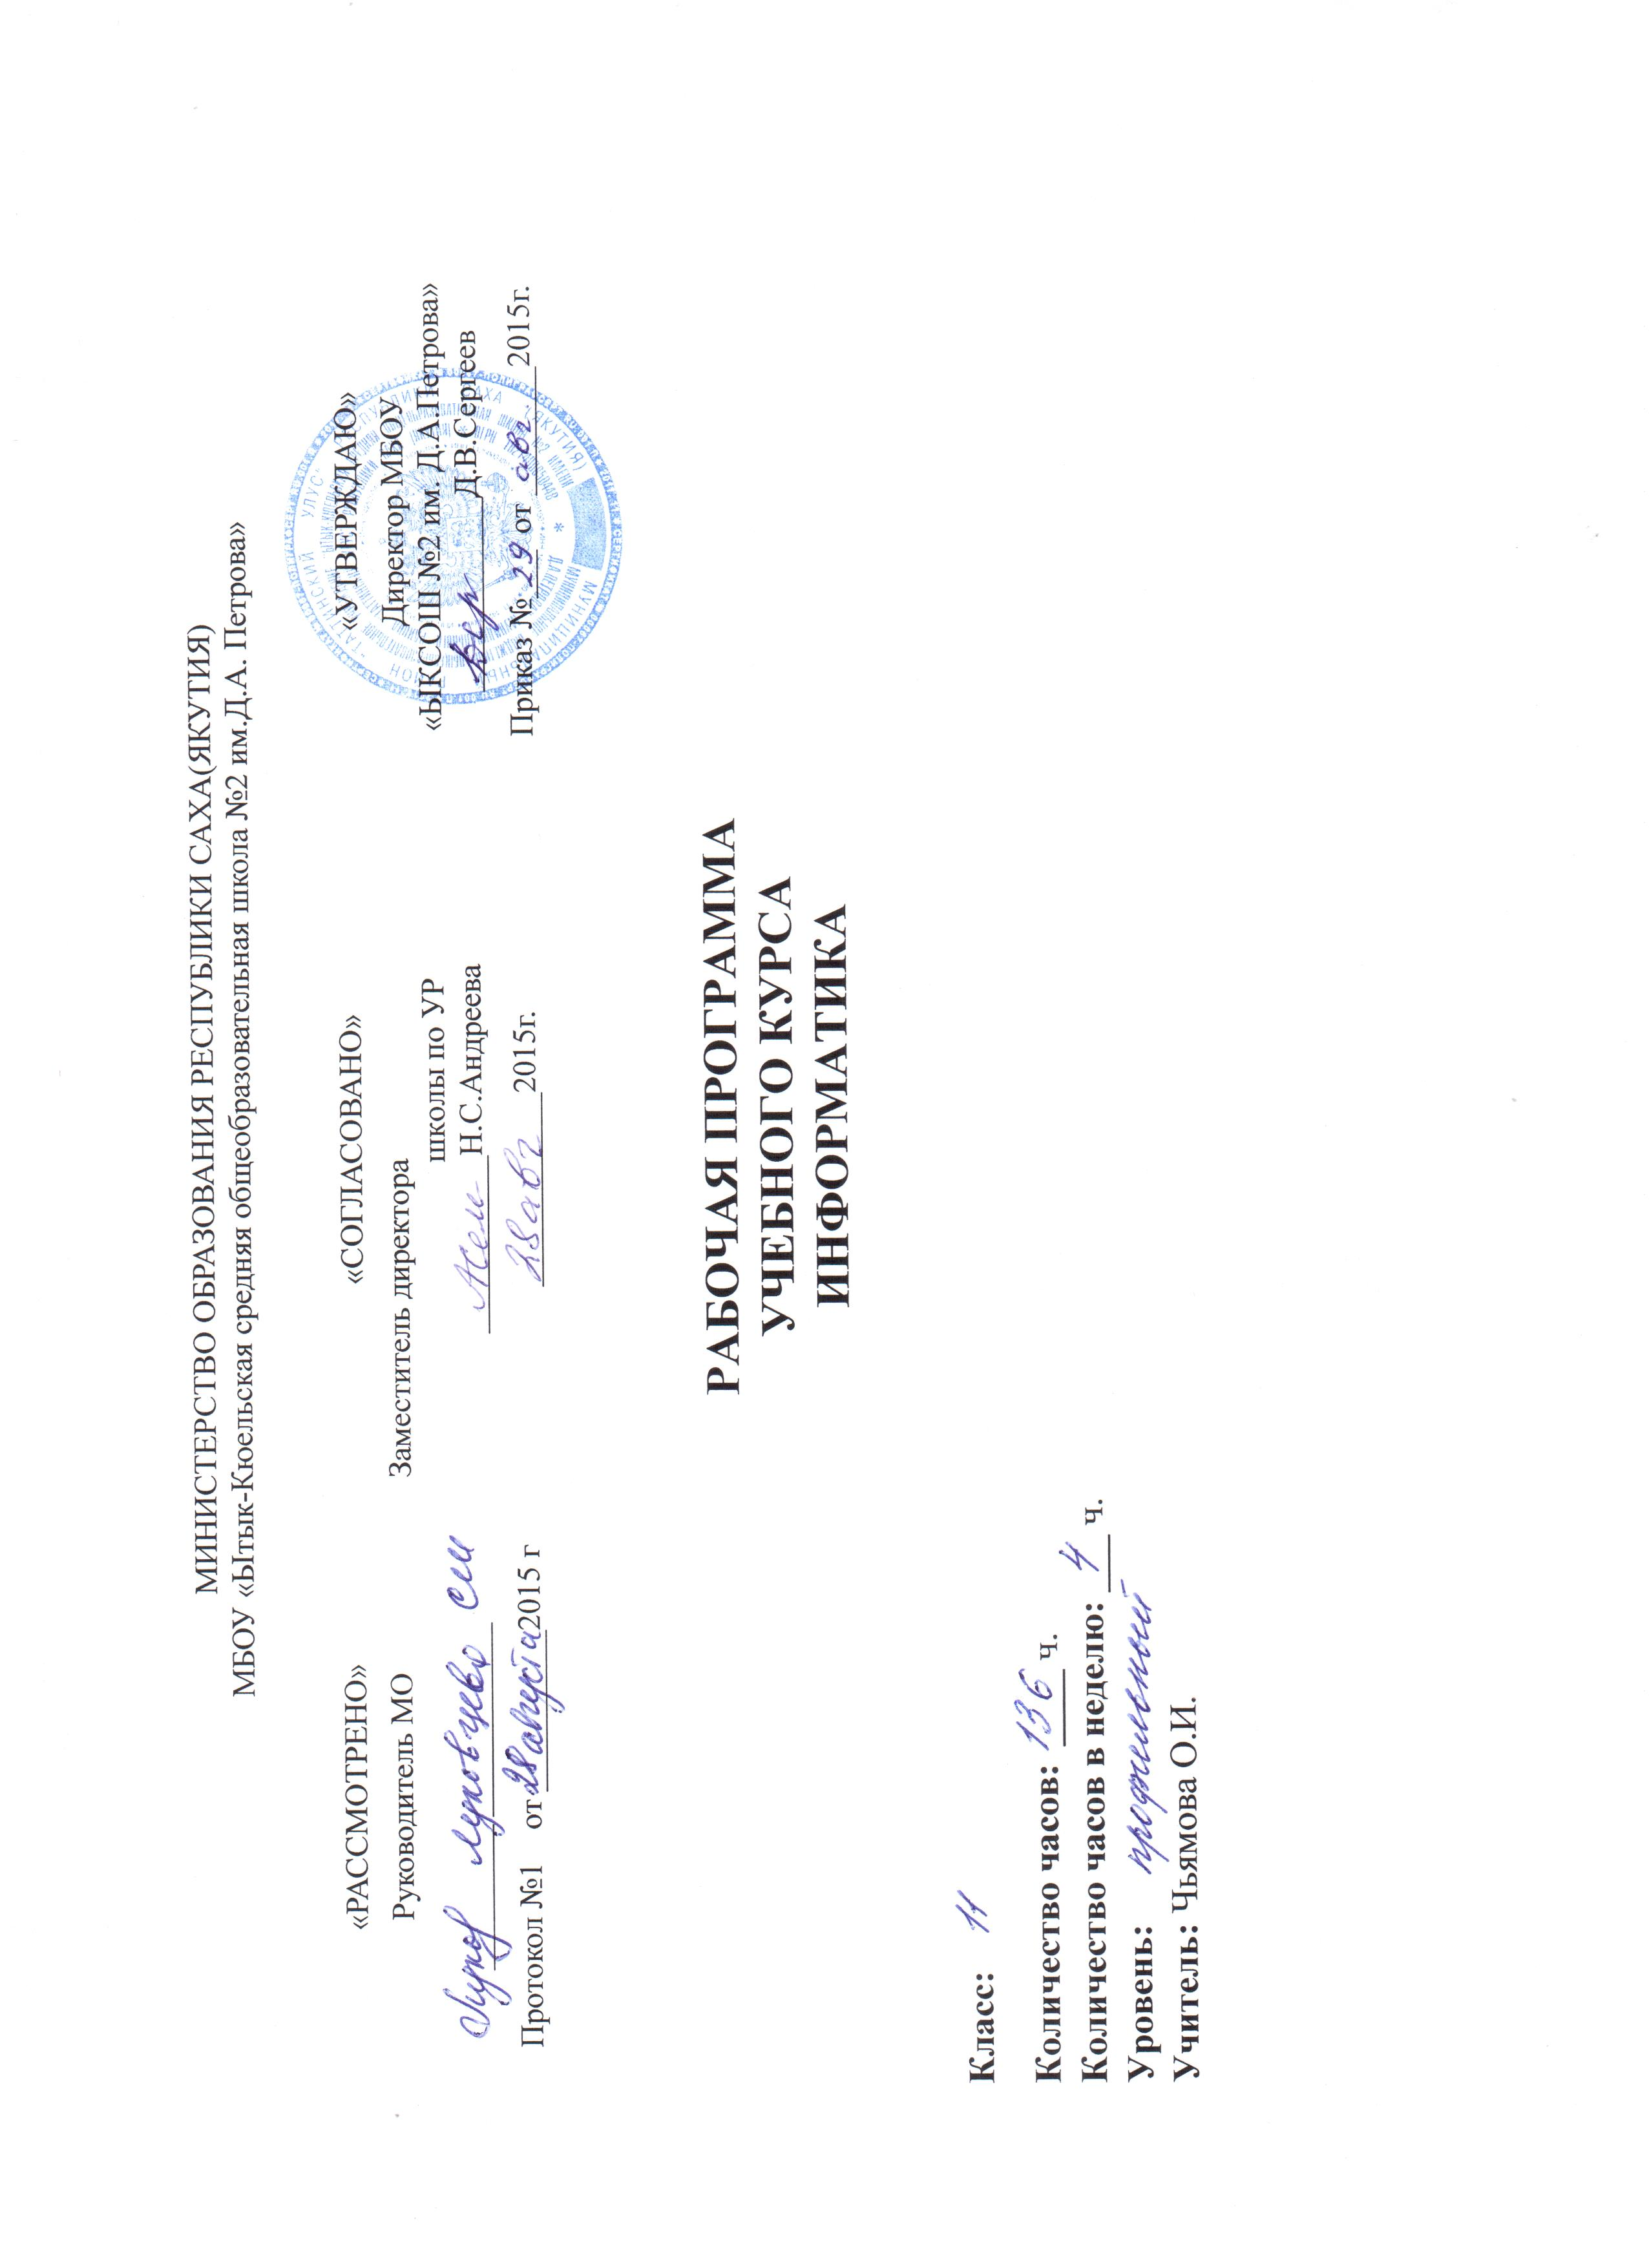 МИНИСТЕРСТВО ОБРАЗОВАНИЯ РЕСПУБЛИКИ САХА(ЯКУТИЯ)
МБОУ «Ытык-Кюельская средняя общеобразовательная школа №2 им.Д.А. Петрова»
«РАССМОТРЕНО»
Руководитель МО
Луковцева СМ
Протокол №1 от 28 августа 2015 г
«СОГЛАСОВАНО»
Заместитель директора
школы по УР
Н.С.Андреева
28 авг 2015г.
«УТВЕРЖДАЮ»
Директор МБОУ
«ЫКСОШ №2 им. Д.А.Петрова»
Д.В.Сергеев
Приказ № 29 от авг. 2015г.
РАБОЧАЯ ПРОГРАММА
УЧЕБНОГО КУРСА
ИНФОРМАТИКА
Класс: 11
Количество часов: 136 ч.
Количество часов в неделю: 4 ч.
Уровень: профильный
Учитель: Чьямова О.И.